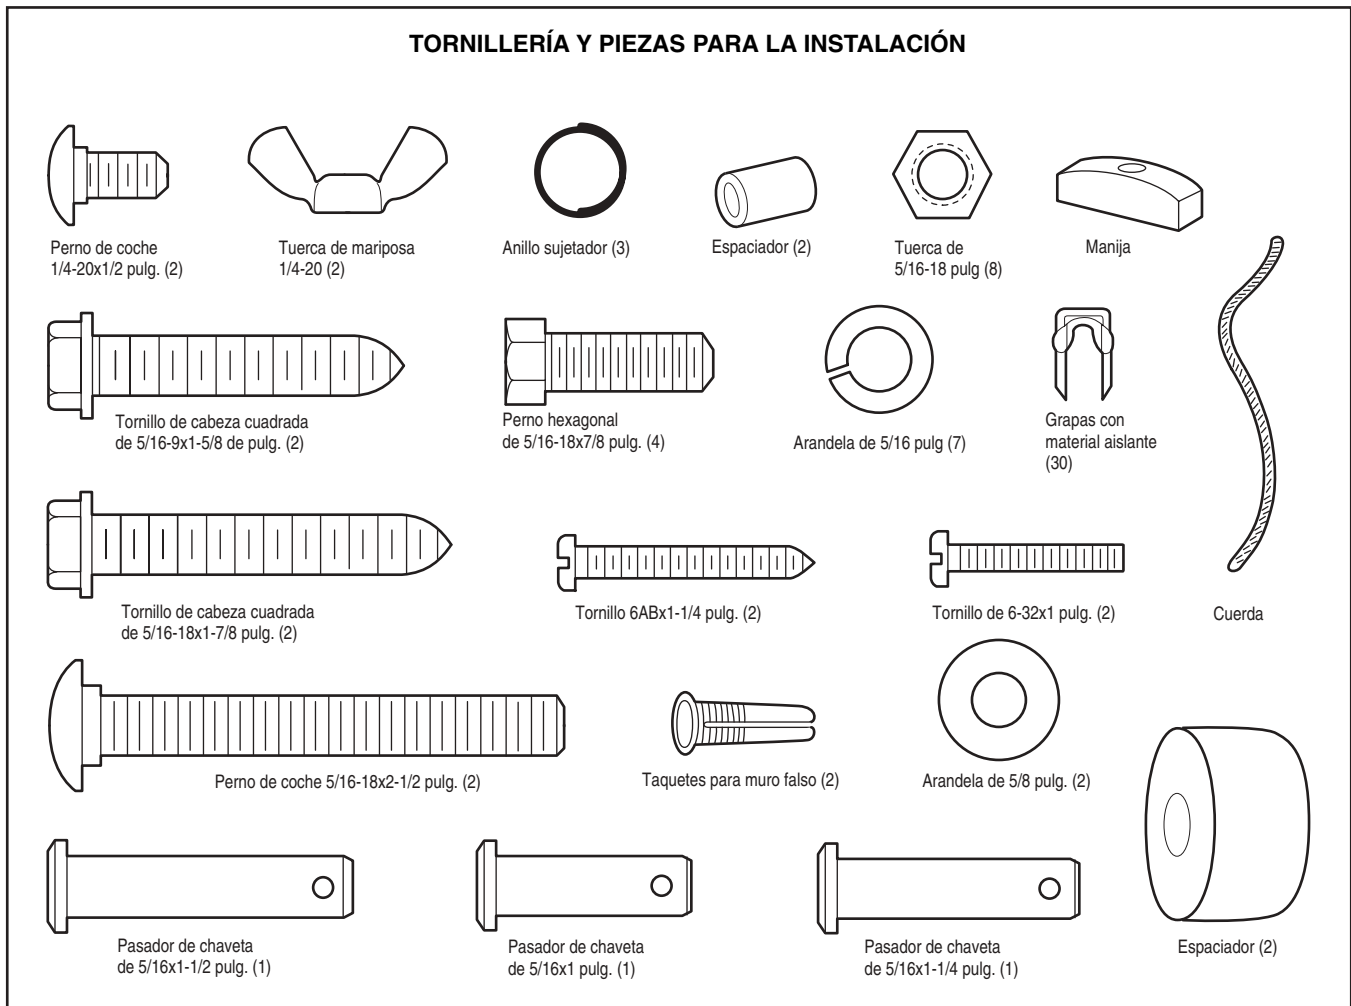 TORNILLERÍA Y PIEZAS PARA LA INSTALACIÓN
Perno de coche
1/4-20x1/2 pulg. (2)
Tuerca de mariposa
1/4-20 (2)
Anillo sujetador (3)
Espaciador (2)
Tuerca de
5/16-18 pulg (8)
Manija
Tornillo de cabeza cuadrada
de 5/16-9x1-5/8 de pulg. (2)
Perno hexagonal
de 5/16-18x7/8 pulg. (4)
Arandela de 5/16 pulg (7)
Grapas con
material aislante
(30)
Tornillo de cabeza cuadrada
de 5/16-18x1-7/8 pulg. (2)
Tornillo 6ABx1-1/4 pulg. (2)
Tornillo de 6-32x1 pulg. (2)
Cuerda
Perno de coche 5/16-18x2-1/2 pulg. (2)
Taquetes para muro falso (2)
Arandela de 5/8 pulg. (2)
Pasador de chaveta
de 5/16x1-1/2 pulg. (1)
Pasador de chaveta
de 5/16x1 pulg. (1)
Pasador de chaveta
de 5/16x1-1/4 pulg. (1)
Espaciador (2)